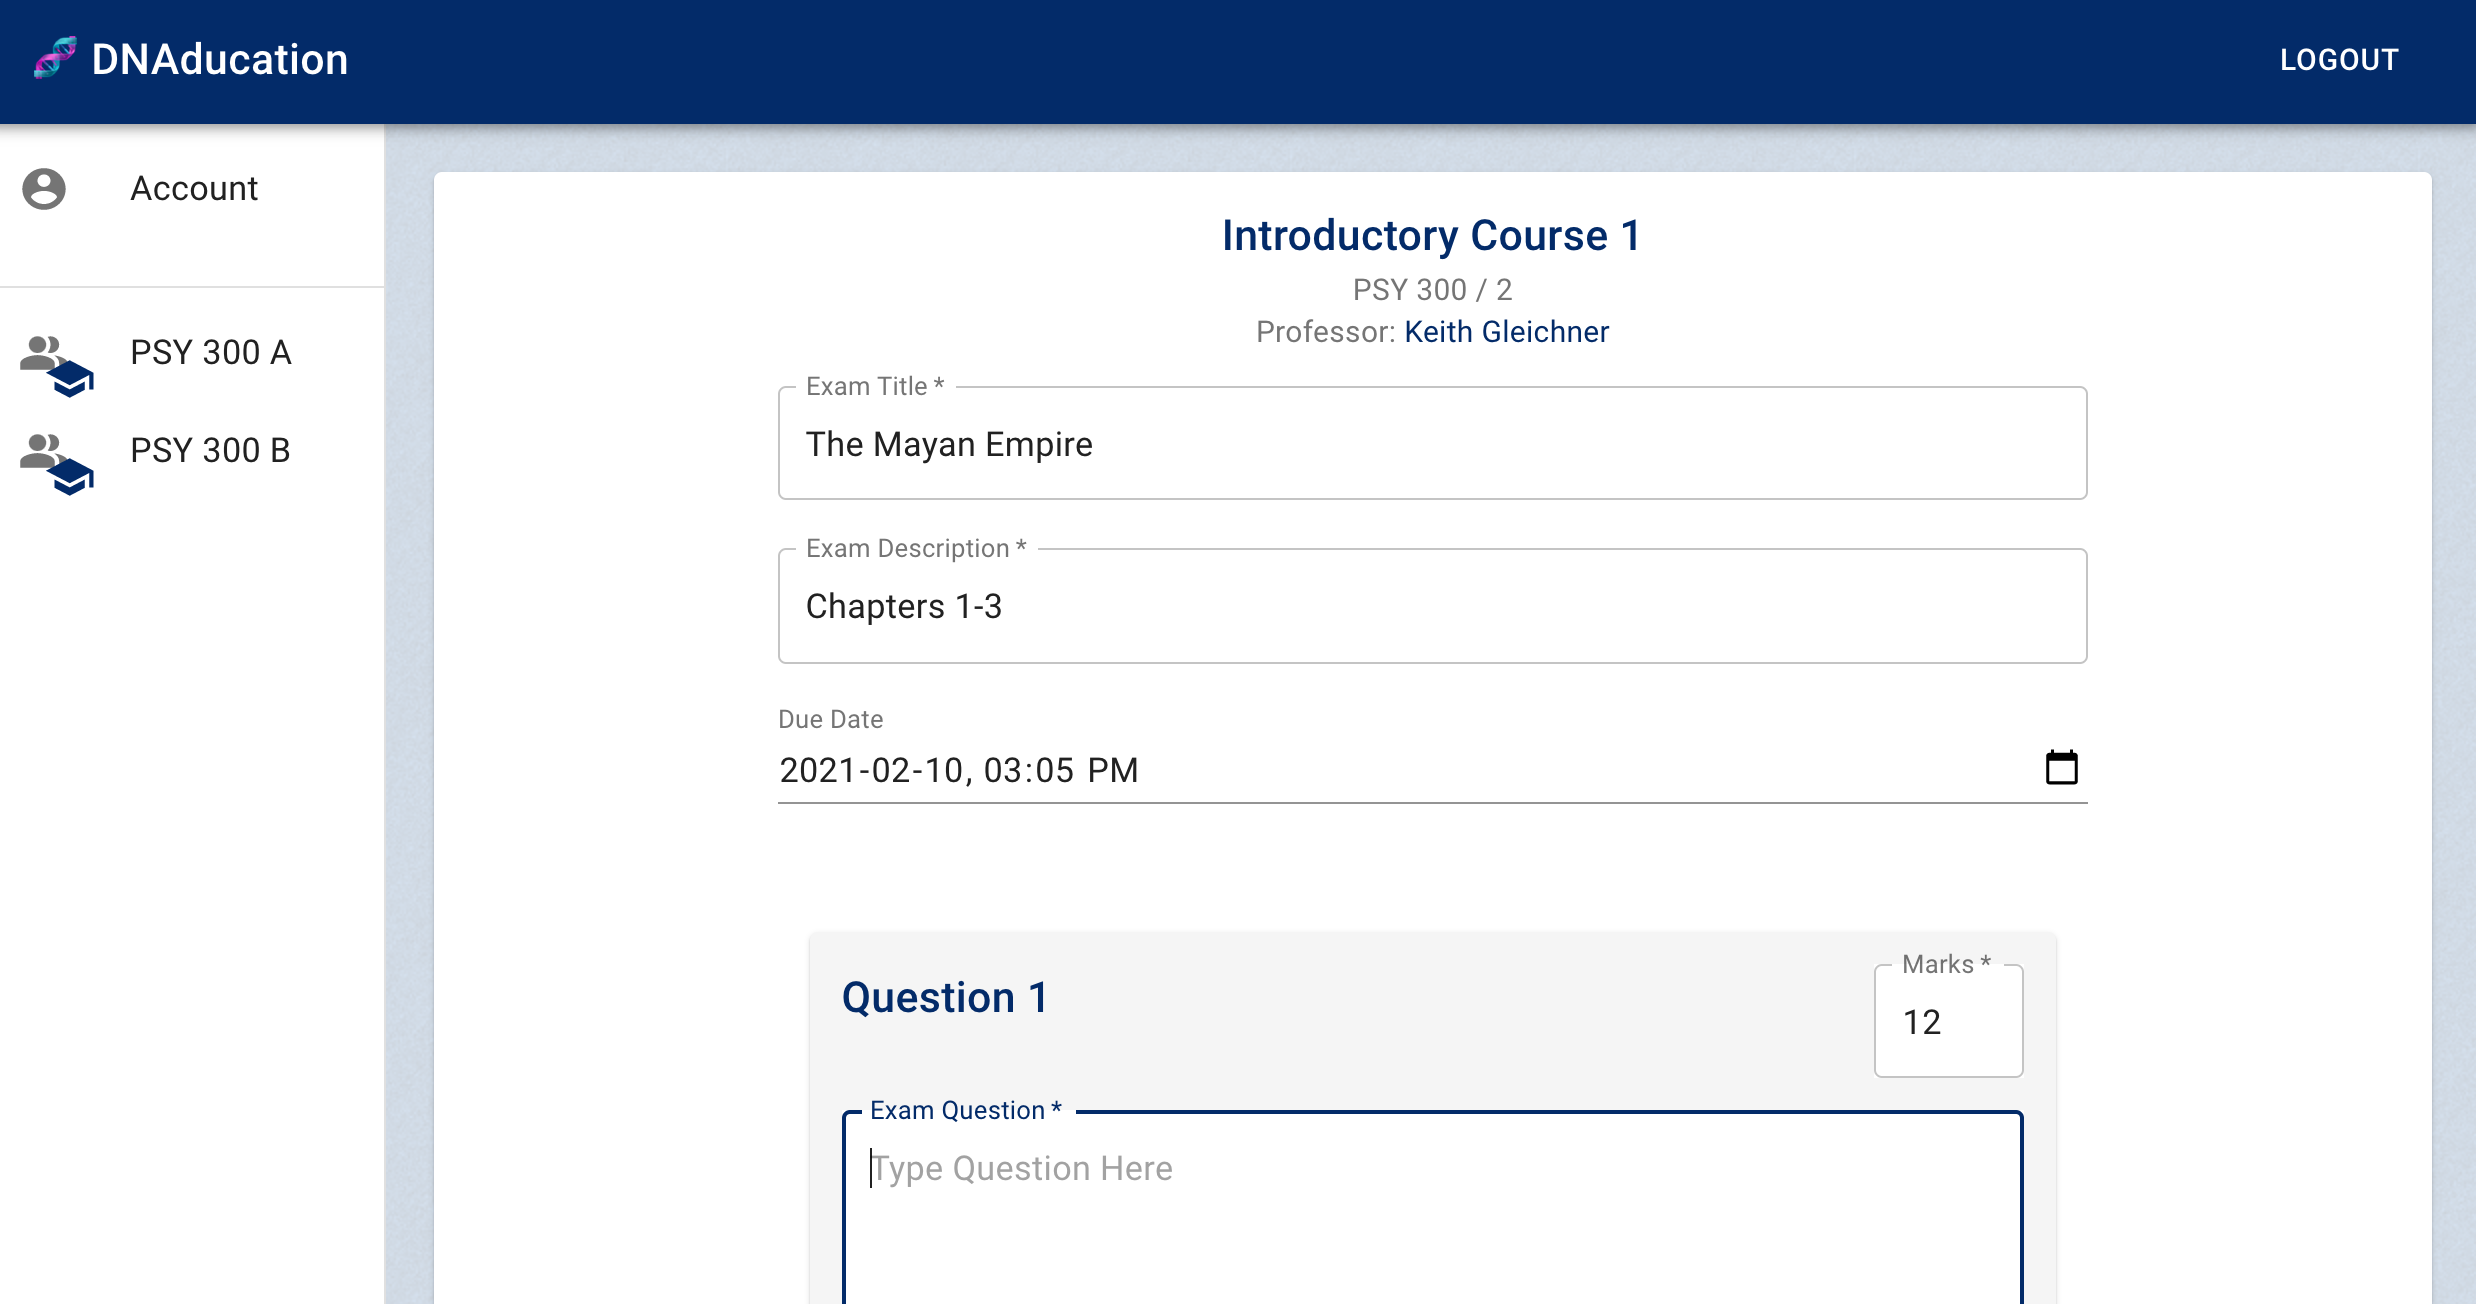 DNAducation
LOGOUT
Account
PSY 300 A
PSY 300 B
Introductory Course 1
PSY 300 / 2
Professor: Keith Gleichner
Exam Title *
The Mayan Empire
Exam Description *
Chapters 1-3
Due Date
2021-02-10, 03:05 PM
Question 1
Marks *
12
Exam Question *
Type Question Here